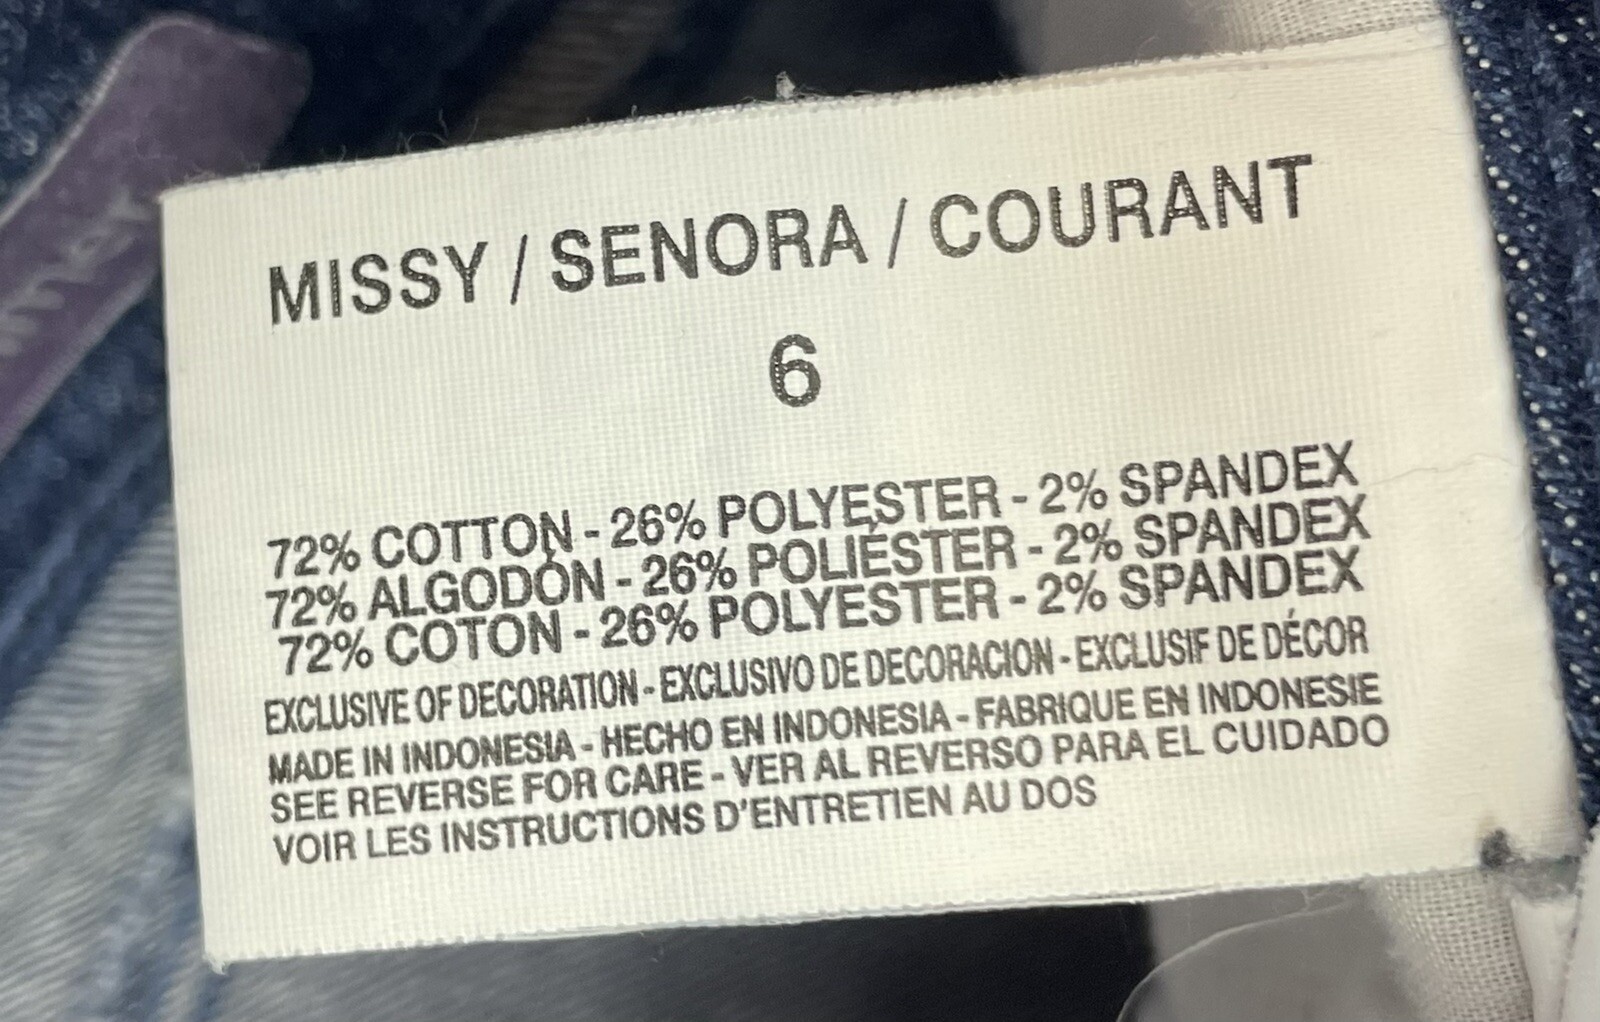 MISSY / SENORA / COURANT
6
72% COTTON - 26% POLYESTER - 2% SPANDEX
72% ALGODÓN - 26% POLIÉSTER - 2% SPANDEX
72% COTON - 26% POLYESTER - 2% SPANDEX
EXCLUSIVE OF DECORATION - EXCLUSIVO DE DECORACION - EXCLUSIF DE DÉCOR
MADE IN INDONESIA - HECHO EN INDONESIA - FABRIQUE EN INDONESIE
SEE REVERSE FOR CARE - VER AL REVERSO PARA EL CUIDADO
VOIR LES INSTRUCTIONS D'ENTRETIEN AU DOS